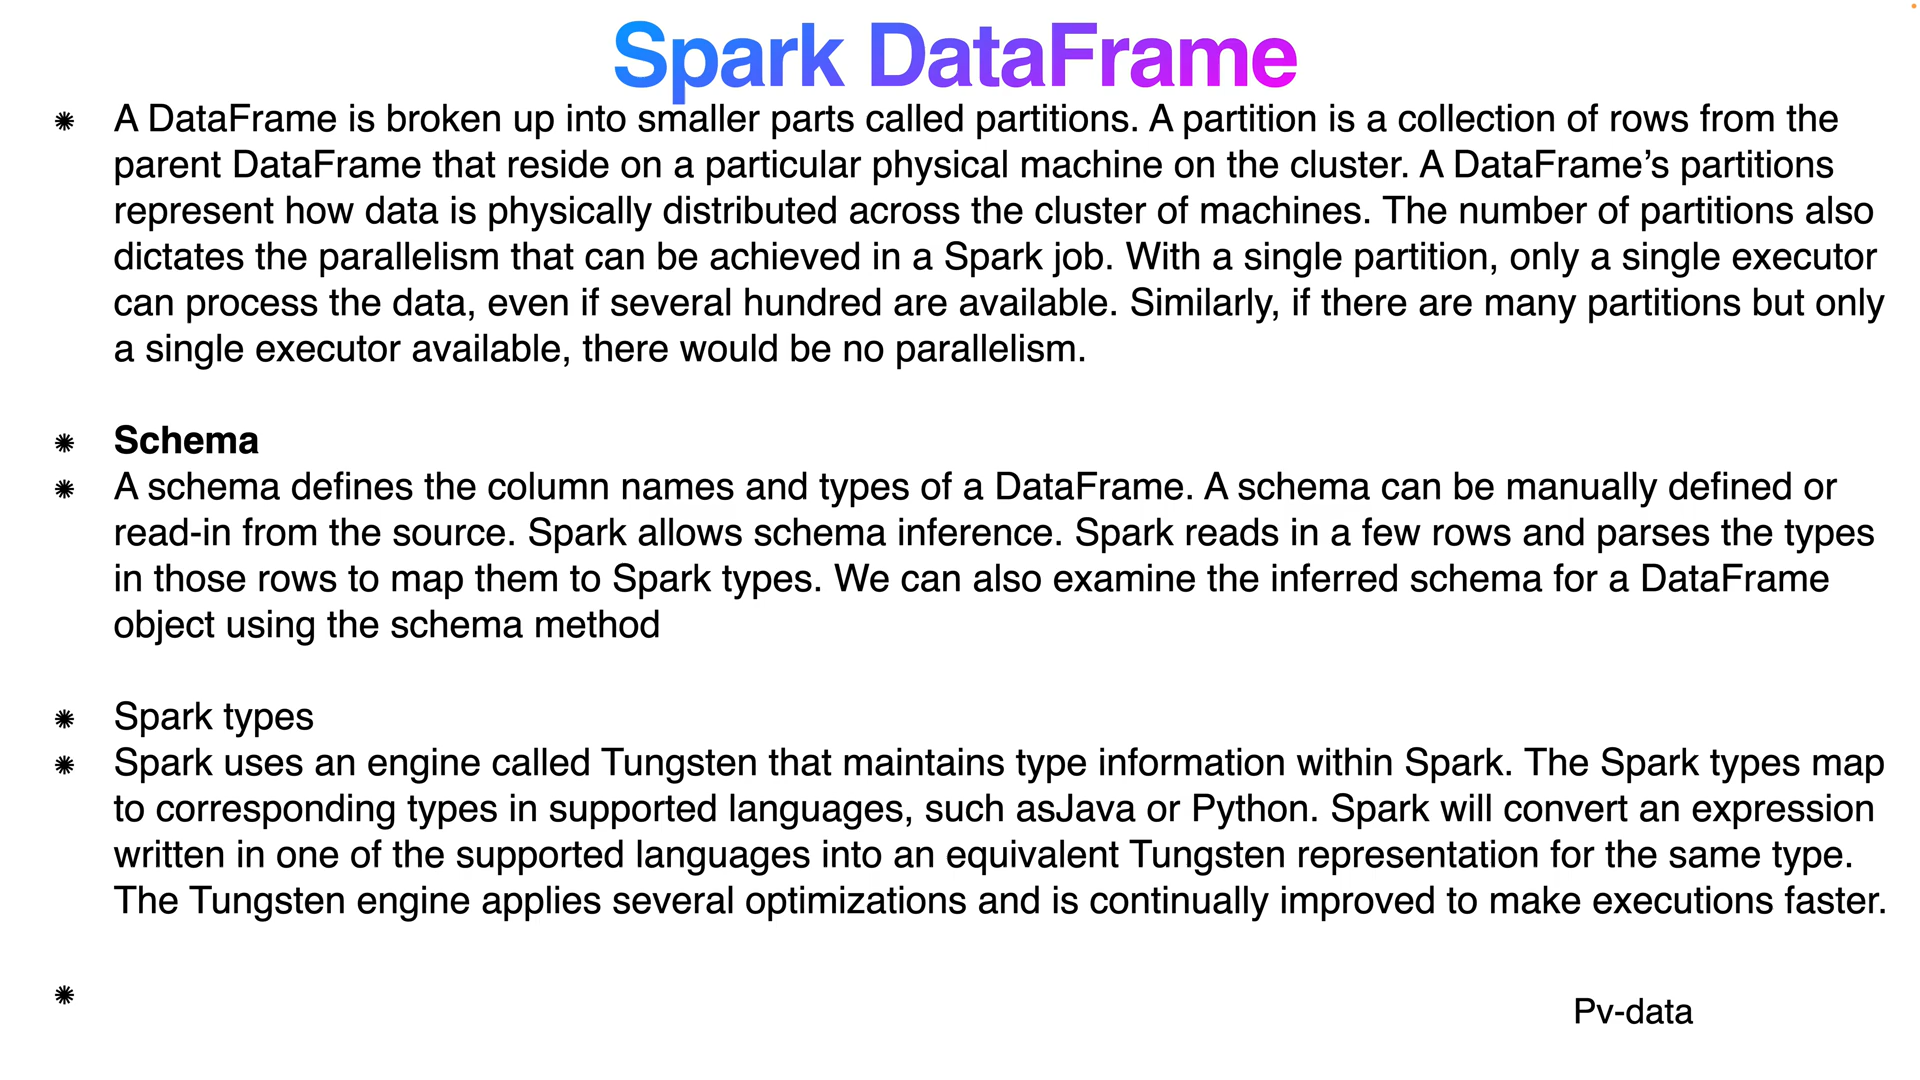 Spark DataFrame
A DataFrame is broken up into smaller parts called partitions. A partition is a collection of rows from the
parent DataFrame that reside on a particular physical machine on the cluster. A DataFrame’s partitions
represent how data is physically distributed across the cluster of machines. The number of partitions also
dictates the parallelism that can be achieved in a Spark job. With a single partition, only a single executor
can process the data, even if several hundred are available. Similarly, if there are many partitions but only
a single executor available, there would be no parallelism.
Schema
A schema defines the column names and types of a DataFrame. A schema can be manually defined or
read-in from the source. Spark allows schema inference. Spark reads in a few rows and parses the types
in those rows to map them to Spark types. We can also examine the inferred schema for a DataFrame
object using the schema method
Spark types
Spark uses an engine called Tungsten that maintains type information within Spark. The Spark types map
to corresponding types in supported languages, such asJava or Python. Spark will convert an expression
written in one of the supported languages into an equivalent Tungsten representation for the same type.
The Tungsten engine applies several optimizations and is continually improved to make executions faster.
Pv-data